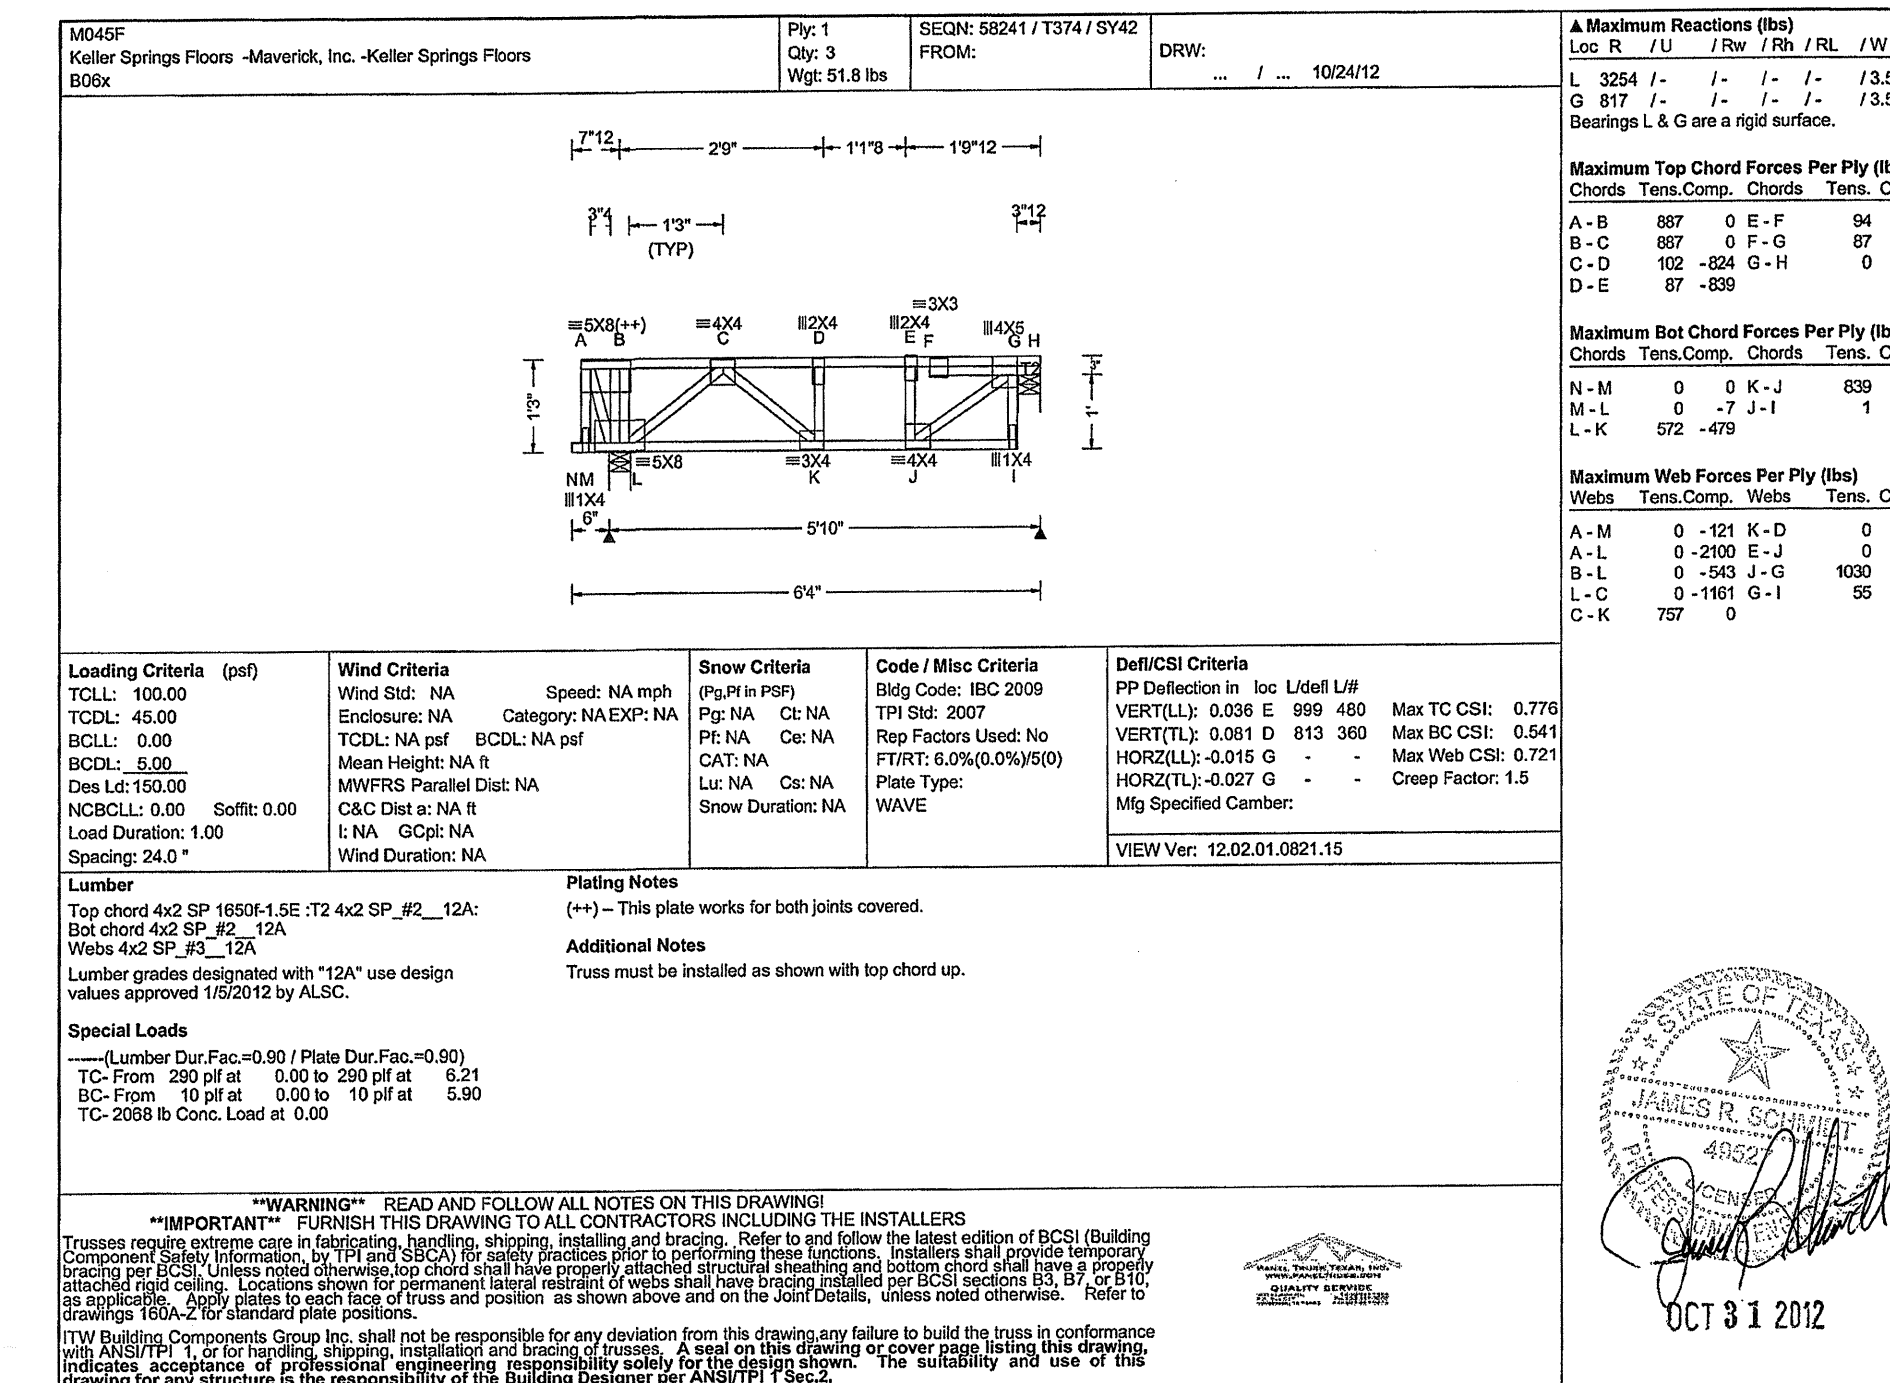 M045F
Keller Springs Floors -Maverick, Inc. -Keller Springs Floors
B06x
Ply: 1
Qty: 3
Wgt: 51.8 lbs
SEQN: 58241 / T374 / SY42
FROM:
DRW:
... / ... 10/24/12
▲Maximum Reactions (lbs)
Loc R / U / Rw / Rh / RL / W
L 3254 / - / - / - / - / 3.5
G 817 / - / - / - / - / 3.5
Bearings L & G are a rigid surface.
Maximum Top Chord Forces Per Ply (lb
Chords Tens.Comp. Chords Tens. C
A - B 887 0 E - F 94
B - C 887 0 F - G 87
C - D 102 -824 G - H 0
D - E 87 -839
Maximum Bot Chord Forces Per Ply (lb
Chords Tens.Comp. Chords Tens. C
N - M 0 0 K - J 839
M - L 0 -7 J - I 1
L - K 572 -479
Maximum Web Forces Per Ply (lbs)
Webs Tens.Comp. Webs Tens. C
A - M 0 -121 K - D 0
A - L 0 -2100 E - J 0
B - L 0 -543 J - G 1030
L - C 0 -1161 G - I 55
C - K 757 0
7"12 2'9" 1'1"8 1'9"12
3"4 1'3" 3"12
(TYP)
≡3X3
≡5X8(++) ≡4X4 |||2X4 |||2X4 |||4X5
A B C D E F G H
T2
1'3" 3" 1'
≡5X8 ≡3X4 ≡4X4 |||1X4
NM L K J I
|||1X4
6" 5'10"
6'4"
Loading Criteria (psf)
TCLL: 100.00
TCDL: 45.00
BCLL: 0.00
BCDL: 5.00
Des Ld: 150.00
NCBCLL: 0.00 Soffit: 0.00
Load Duration: 1.00
Spacing: 24.0 "
Wind Criteria
Wind Std: NA Speed: NA mph
Enclosure: NA Category: NA EXP: NA
TCDL: NA psf BCDL: NA psf
Mean Height: NA ft
MWFRS Parallel Dist: NA
C&C Dist a: NA ft
I: NA GCpi: NA
Wind Duration: NA
Snow Criteria
(Pg,Pf in PSF)
Pg: NA Ct: NA
Pf: NA Ce: NA
CAT: NA
Lu: NA Cs: NA
Snow Duration: NA
Code / Misc Criteria
Bldg Code: IBC 2009
TPI Std: 2007
Rep Factors Used: No
FT/RT: 6.0%(0.0%)/5(0)
Plate Type:
WAVE
Defl/CSI Criteria
PP Deflection in loc L/defl L/#
VERT(LL): 0.036 E 999 480 Max TC CSI: 0.776
VERT(TL): 0.081 D 813 360 Max BC CSI: 0.541
HORZ(LL): -0.015 G - - Max Web CSI: 0.721
HORZ(TL): -0.027 G - - Creep Factor: 1.5
Mfg Specified Camber:
VIEW Ver: 12.02.01.0821.15
Lumber
Top chord 4x2 SP 1650f-1.5E :T2 4x2 SP_#2__12A:
Bot chord 4x2 SP_#2__12A
Webs 4x2 SP_#3__12A
Lumber grades designated with "12A" use design
values approved 1/5/2012 by ALSC.
Special Loads
------(Lumber Dur.Fac.=0.90 / Plate Dur.Fac.=0.90)
TC- From 290 plf at 0.00 to 290 plf at 6.21
BC- From 10 plf at 0.00 to 10 plf at 5.90
TC- 2068 lb Conc. Load at 0.00
Plating Notes
(++) – This plate works for both joints covered.
Additional Notes
Truss must be installed as shown with top chord up.
STATE OF TEXAS
JAMES R. SCHMIDT
49527
LICENSED
PROFESSIONAL ENGINEER
OCT 31 2012
**WARNING** READ AND FOLLOW ALL NOTES ON THIS DRAWING!
**IMPORTANT** FURNISH THIS DRAWING TO ALL CONTRACTORS INCLUDING THE INSTALLERS
Trusses require extreme care in fabricating, handling, shipping, installing and bracing. Refer to and follow the latest edition of BCSI (Building
Component Safety Information, by TPI and SBCA) for safety practices prior to performing these functions. Installers shall provide temporary
bracing per BCSI. Unless noted otherwise,top chord shall have properly attached structural sheathing and bottom chord shall have a properly
attached rigid ceiling. Locations shown for permanent lateral restraint of webs shall have bracing installed per BCSI sections B3, B7, or B10,
as applicable. Apply plates to each face of truss and position as shown above and on the Joint Details, unless noted otherwise. Refer to
drawings 160A-Z for standard plate positions.
ITW Building Components Group Inc. shall not be responsible for any deviation from this drawing,any failure to build the truss in conformance
with ANSI/TPI 1, or for handling, shipping, installation and bracing of trusses. A seal on this drawing or cover page listing this drawing,
indicates acceptance of professional engineering responsibility solely for the design shown. The suitability and use of this
drawing for any structure is the responsibility of the Building Designer per ANSI/TPI 1 Sec.2.
QUALITY SERVICE